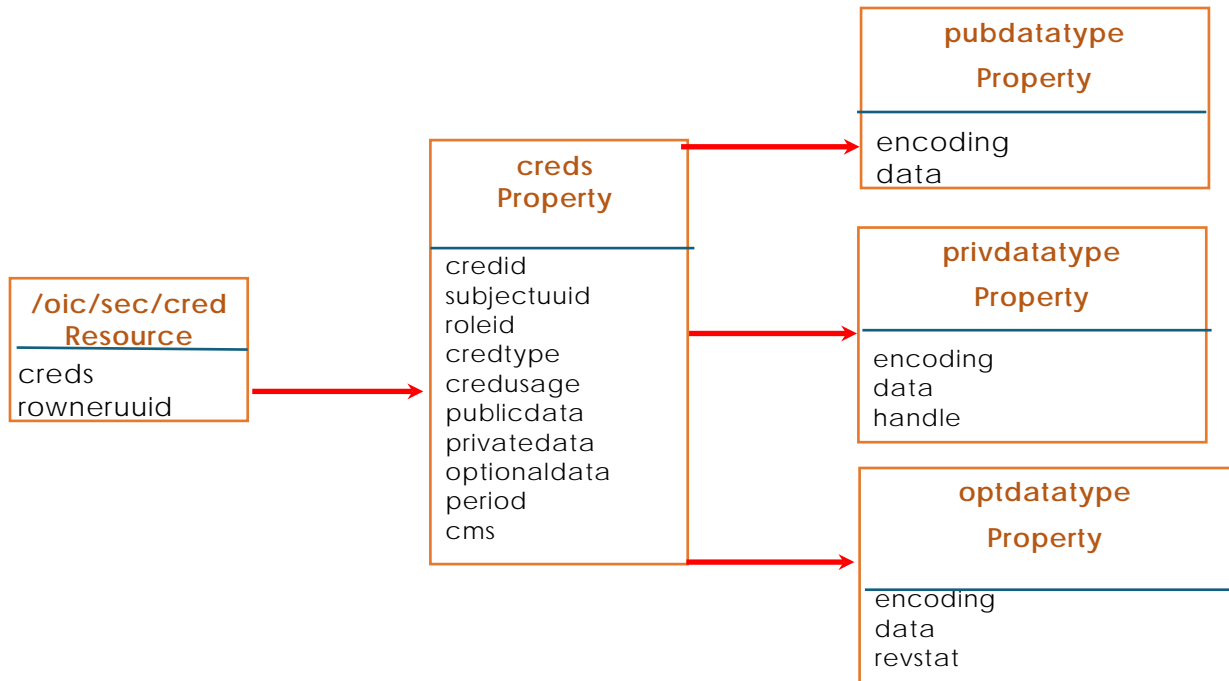 /oic/sec/cred
Resource
creds
rowneruuid
creds
Property
credid
subjectuuid
roleid
credtype
credusage
publicdata
privatedata
optionaldata
period
cms
pubdatatype
Property
encoding
data
privdatatype
Property
encoding
data
handle
optdatatype
Property
encoding
data
revstat